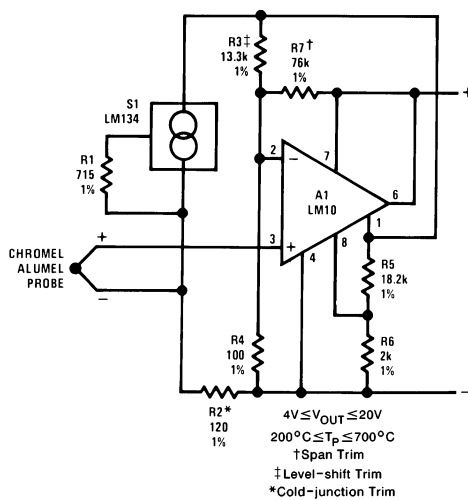 R3‡
13.3k
1%
R7†
76k
1%
S1
LM134
R1
715
1%
2
−
7
A1
LM10
6
+
1
CHROMEL
ALUMEL
PROBE
+
−
3
+
4
8
R5
18.2k
1%
R4
100
1%
R6
2k
1%
−
R2*
120
1%
4V≤VOUT≤20V
200°C≤TP≤700°C
†Span Trim
‡Level-shift Trim
*Cold-junction Trim